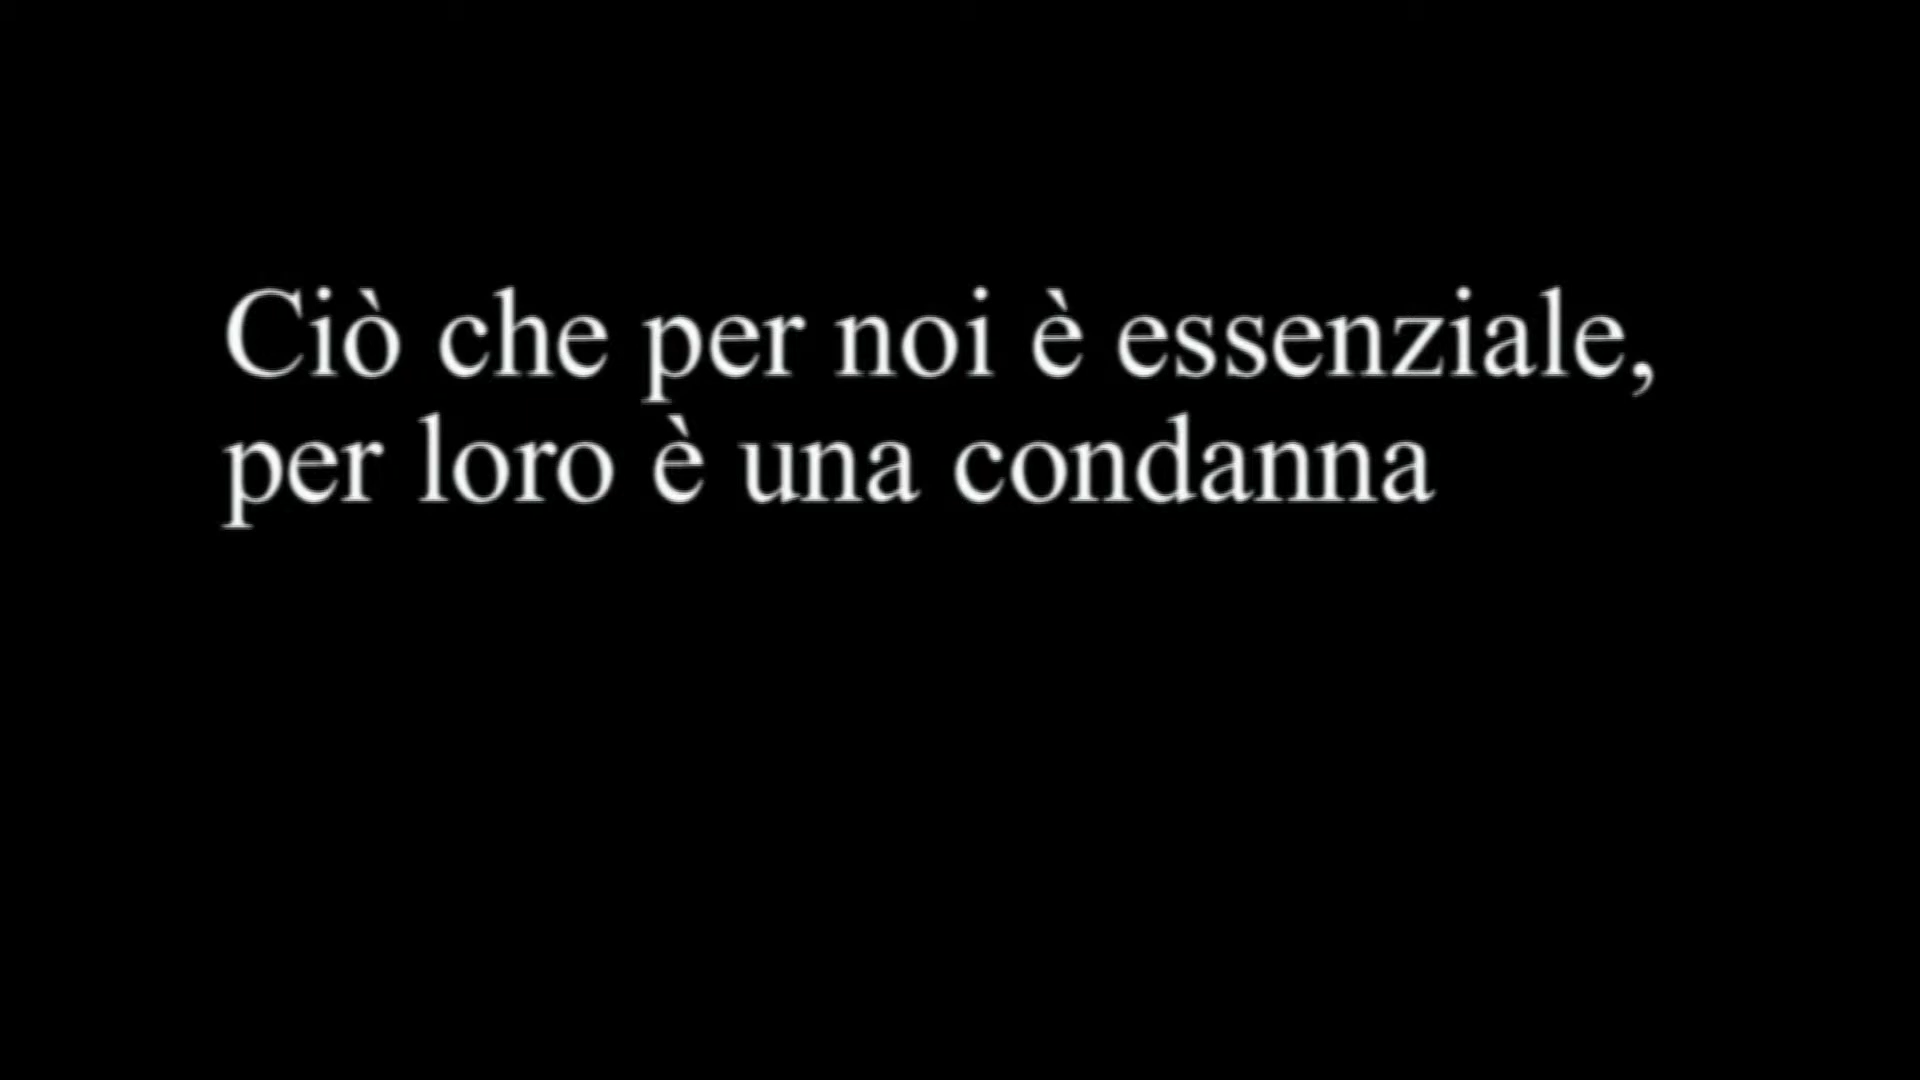 Ciò che per noi è essenziale,
per loro è una condanna